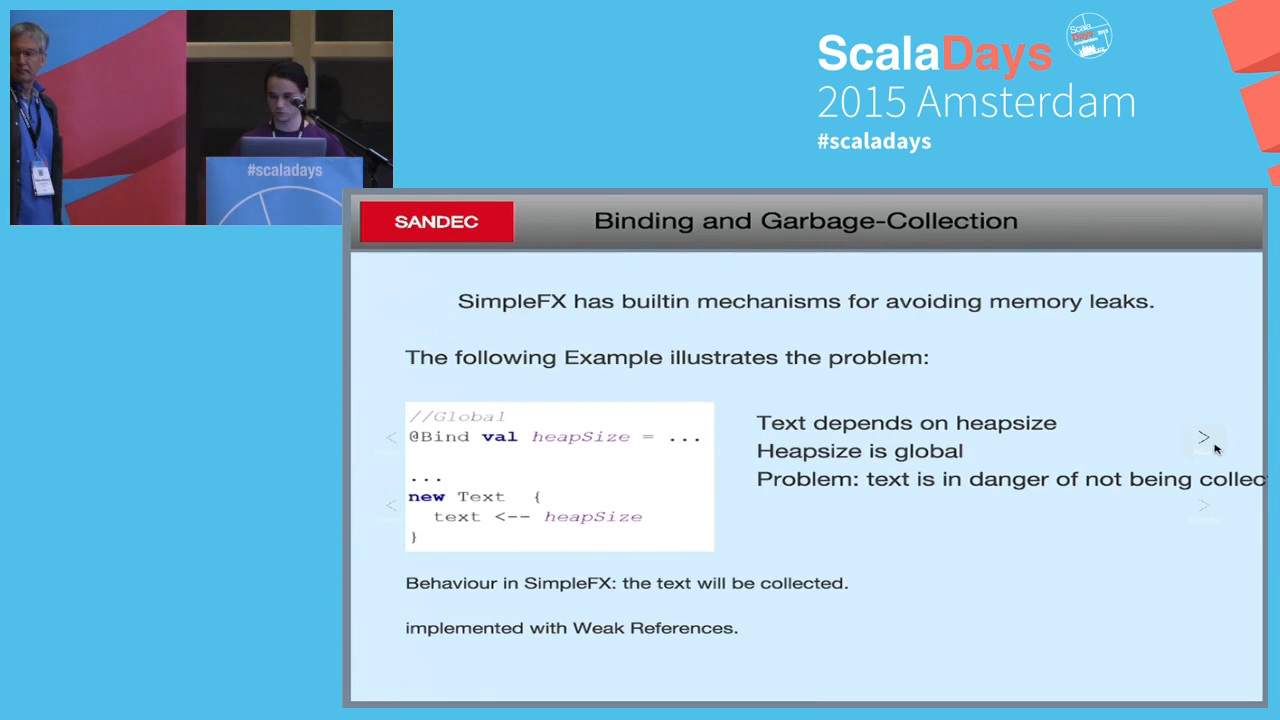 ScalaDays
2015 Amsterdam
#scaladays
#scaladays
SANDEC
Binding and Garbage-Collection
SimpleFX has builtin mechanisms for avoiding memory leaks.
The following Example illustrates the problem:
//Global
@Bind val heapSize = ...
...
new Text {
text <-- heapSize
}
Text depends on heapsize
Heapsize is global
Problem: text is in danger of not being collec
Behaviour in SimpleFX: the text will be collected.
implemented with Weak References.